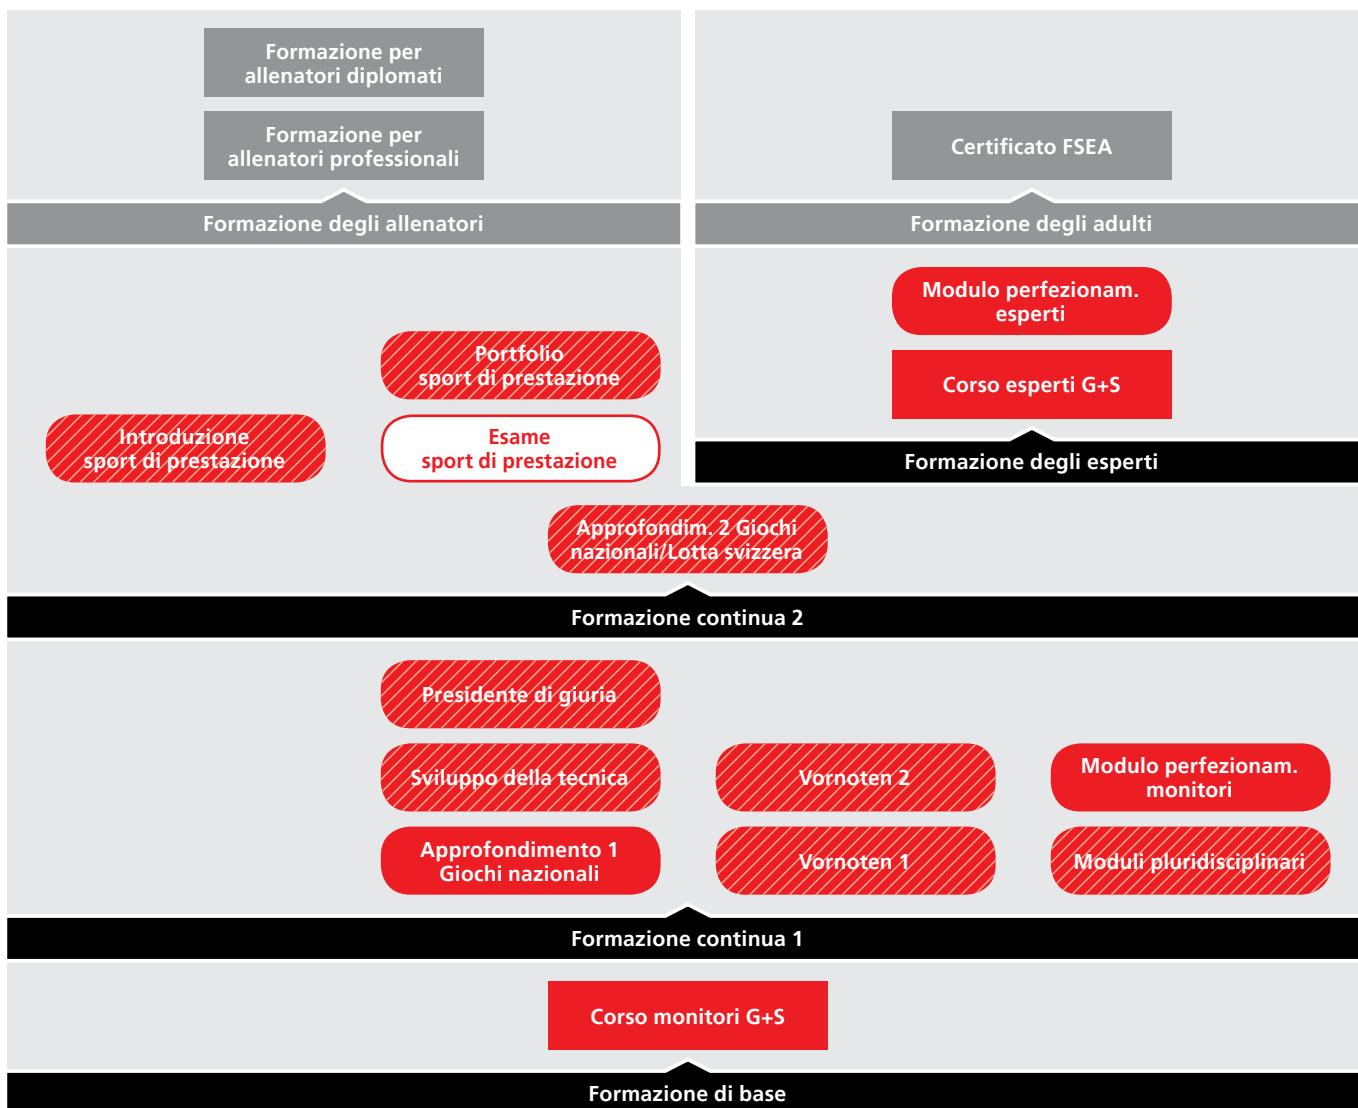 Formazione per
allenatori diplomati
Formazione per
allenatori professionali
Certificato FSEA
Formazione degli allenatori
Formazione degli adulti
Modulo perfezionam.
esperti
Portfolio
sport di prestazione
Corso esperti G+S
Introduzione
sport di prestazione
Esame
sport di prestazione
Formazione degli esperti
Approfondim. 2 Giochi
nazionali/Lotta svizzera
Formazione continua 2
Presidente di giuria
Sviluppo della tecnica
Vornoten 2
Modulo perfezionam.
monitori
Approfondimento 1
Giochi nazionali
Vornoten 1
Moduli pluridisciplinari
Formazione continua 1
Corso monitori G+S
Formazione di base